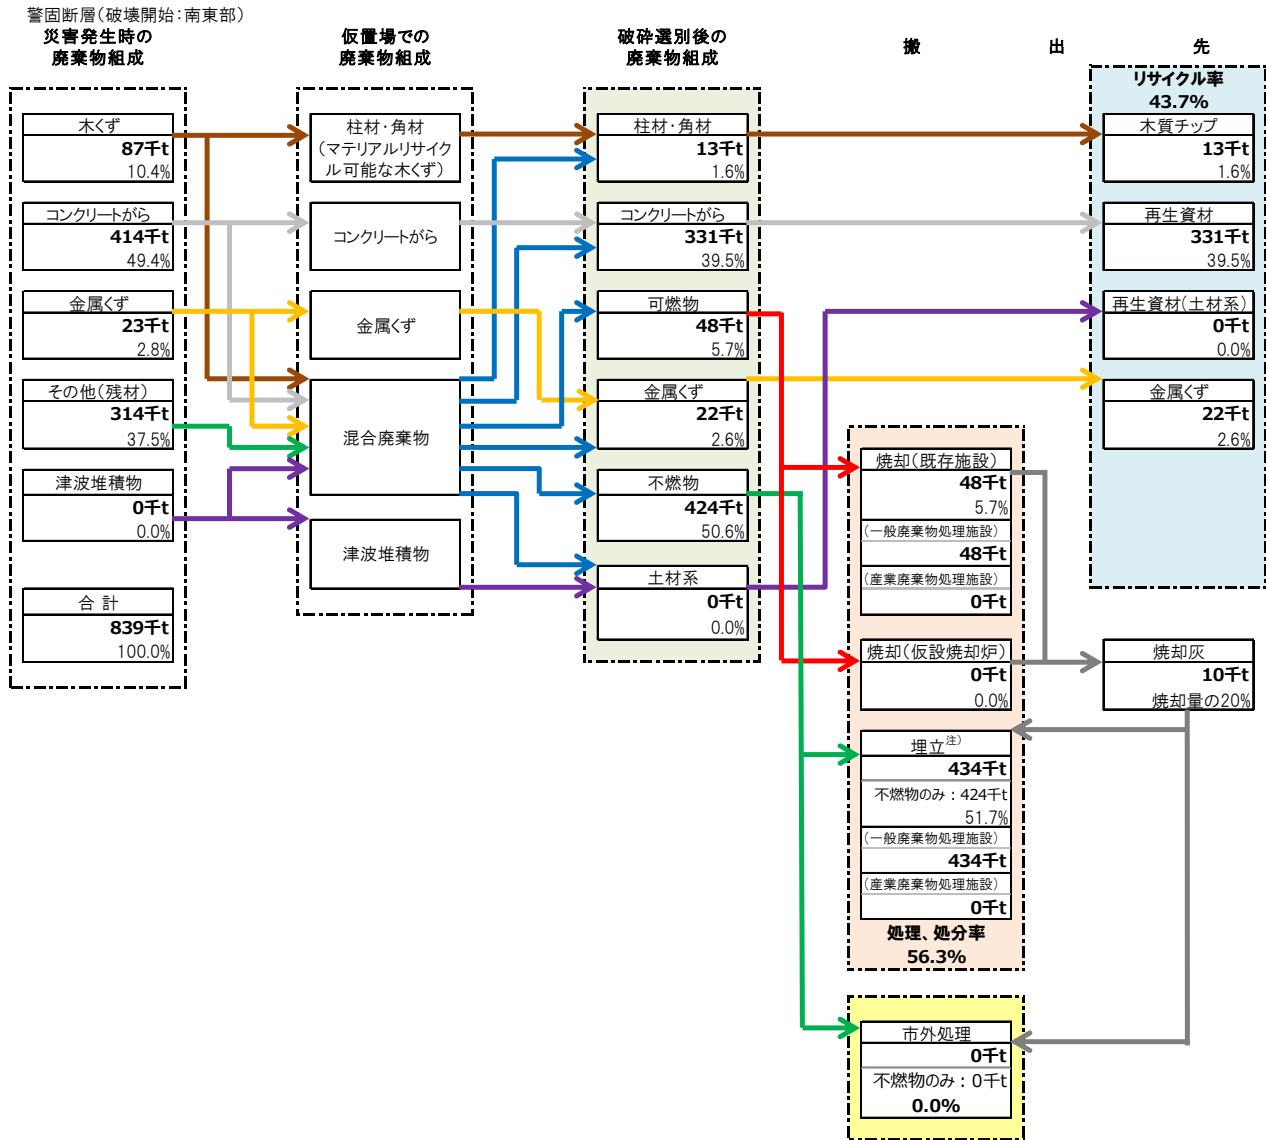 警固断層（破壊開始：南東部）
災害発生時の
廃棄物組成
木くず
87千t
10.4%
コンクリートがら
414千t
49.4%
金属くず
23千t
2.8%
その他（残材）
314千t
37.5%
津波堆積物
0千t
0.0%
合 計
839千t
100.0%
仮置場での
廃棄物組成
柱材・角材
（マテリアルリサイク
ル可能な木くず）
コンクリートがら
金属くず
混合廃棄物
津波堆積物
破砕選別後の
廃棄物組成
柱材・角材
13千t
1.6%
コンクリートがら
331千t
39.5%
可燃物
48千t
5.7%
金属くず
22千t
2.6%
不燃物
424千t
50.6%
土材系
0千t
0.0%
搬 出 先
リサイクル率
43.7%
木質チップ
13千t
1.6%
再生資材
331千t
39.5%
再生資材（土材系）
0千t
0.0%
金属くず
22千t
2.6%
焼却（既存施設）
48千t
5.7%
（一般廃棄物処理施設）
48千t
（産業廃棄物処理施設）
0千t
焼却（仮設焼却炉）
0千t
0.0%
焼却灰
10千t
焼却量の20%
埋立注）
434千t
不燃物のみ：424千t
51.7%
（一般廃棄物処理施設）
434千t
（産業廃棄物処理施設）
0千t
処理、処分率
56.3%
市外処理
0千t
不燃物のみ：0千t
0.0%